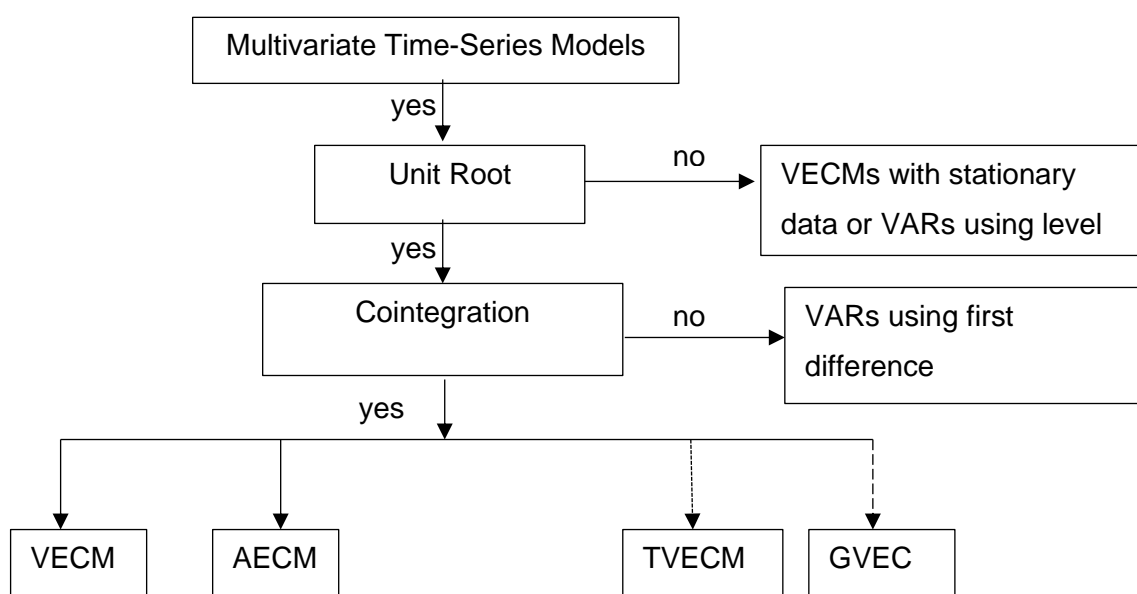 Multivariate Time-Series Models
yes
Unit Root
no
VECMs with stationary
data or VARs using level
yes
Cointegration
no
VARs using first
difference
yes
VECM
AECM
TVECM
GVEC